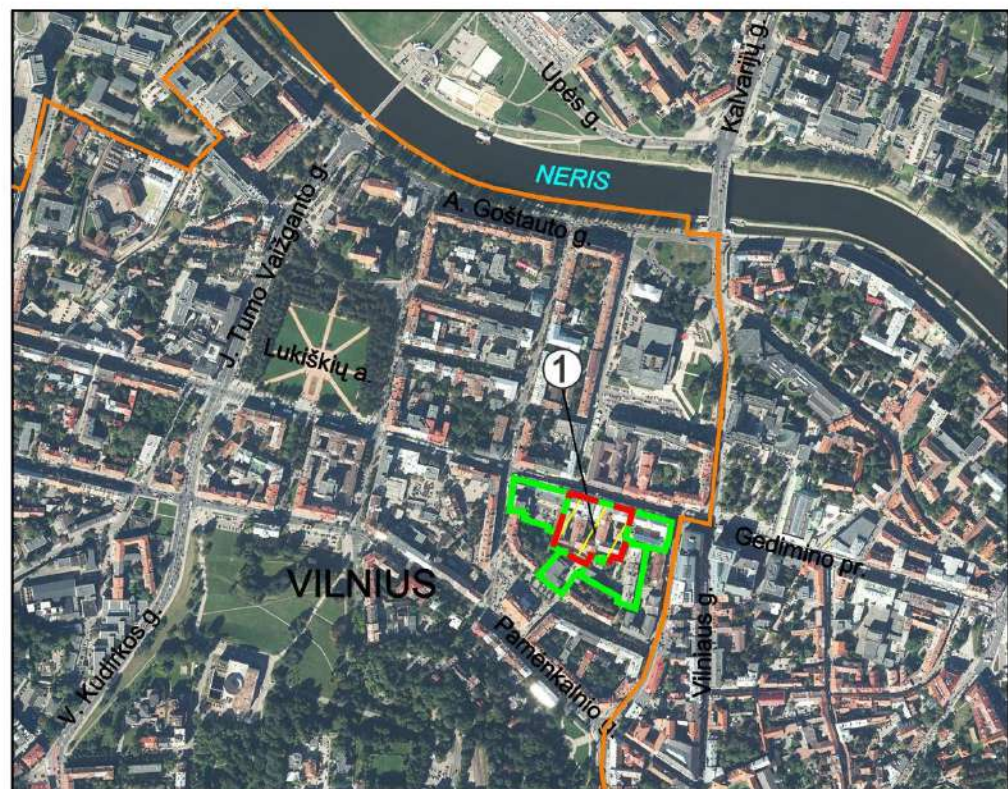 Upės g.
Kalvarijų g.
NERIS
A. Goštauto g.
J. Tumo Vaižganto g.
Lukiškių a.
1
Gedimino pr.
VILNIUS
V. Kudirkos g.
Pamėnkalnio g.
Vilniaus g.